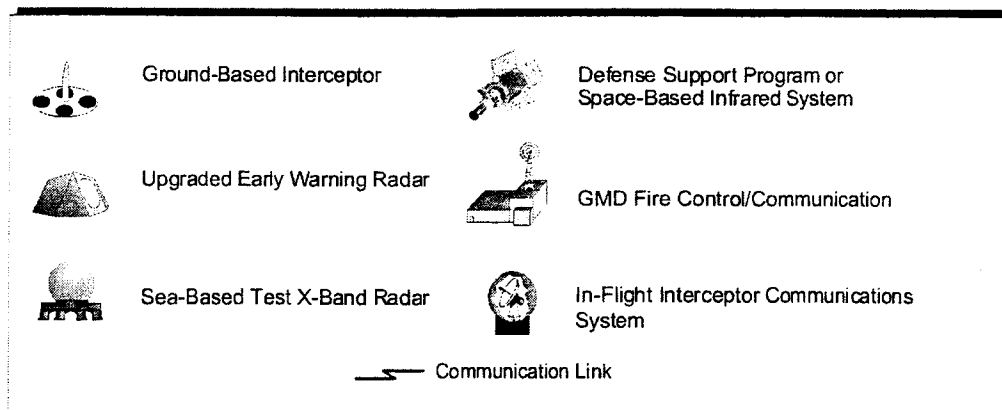 Ground-Based Interceptor
Defense Support Program or
Space-Based Infrared System
Upgraded Early Warning Radar
GMD Fire Control/Communication
Sea-Based Test X-Band Radar
In-Flight Interceptor Communications
System
Communication Link